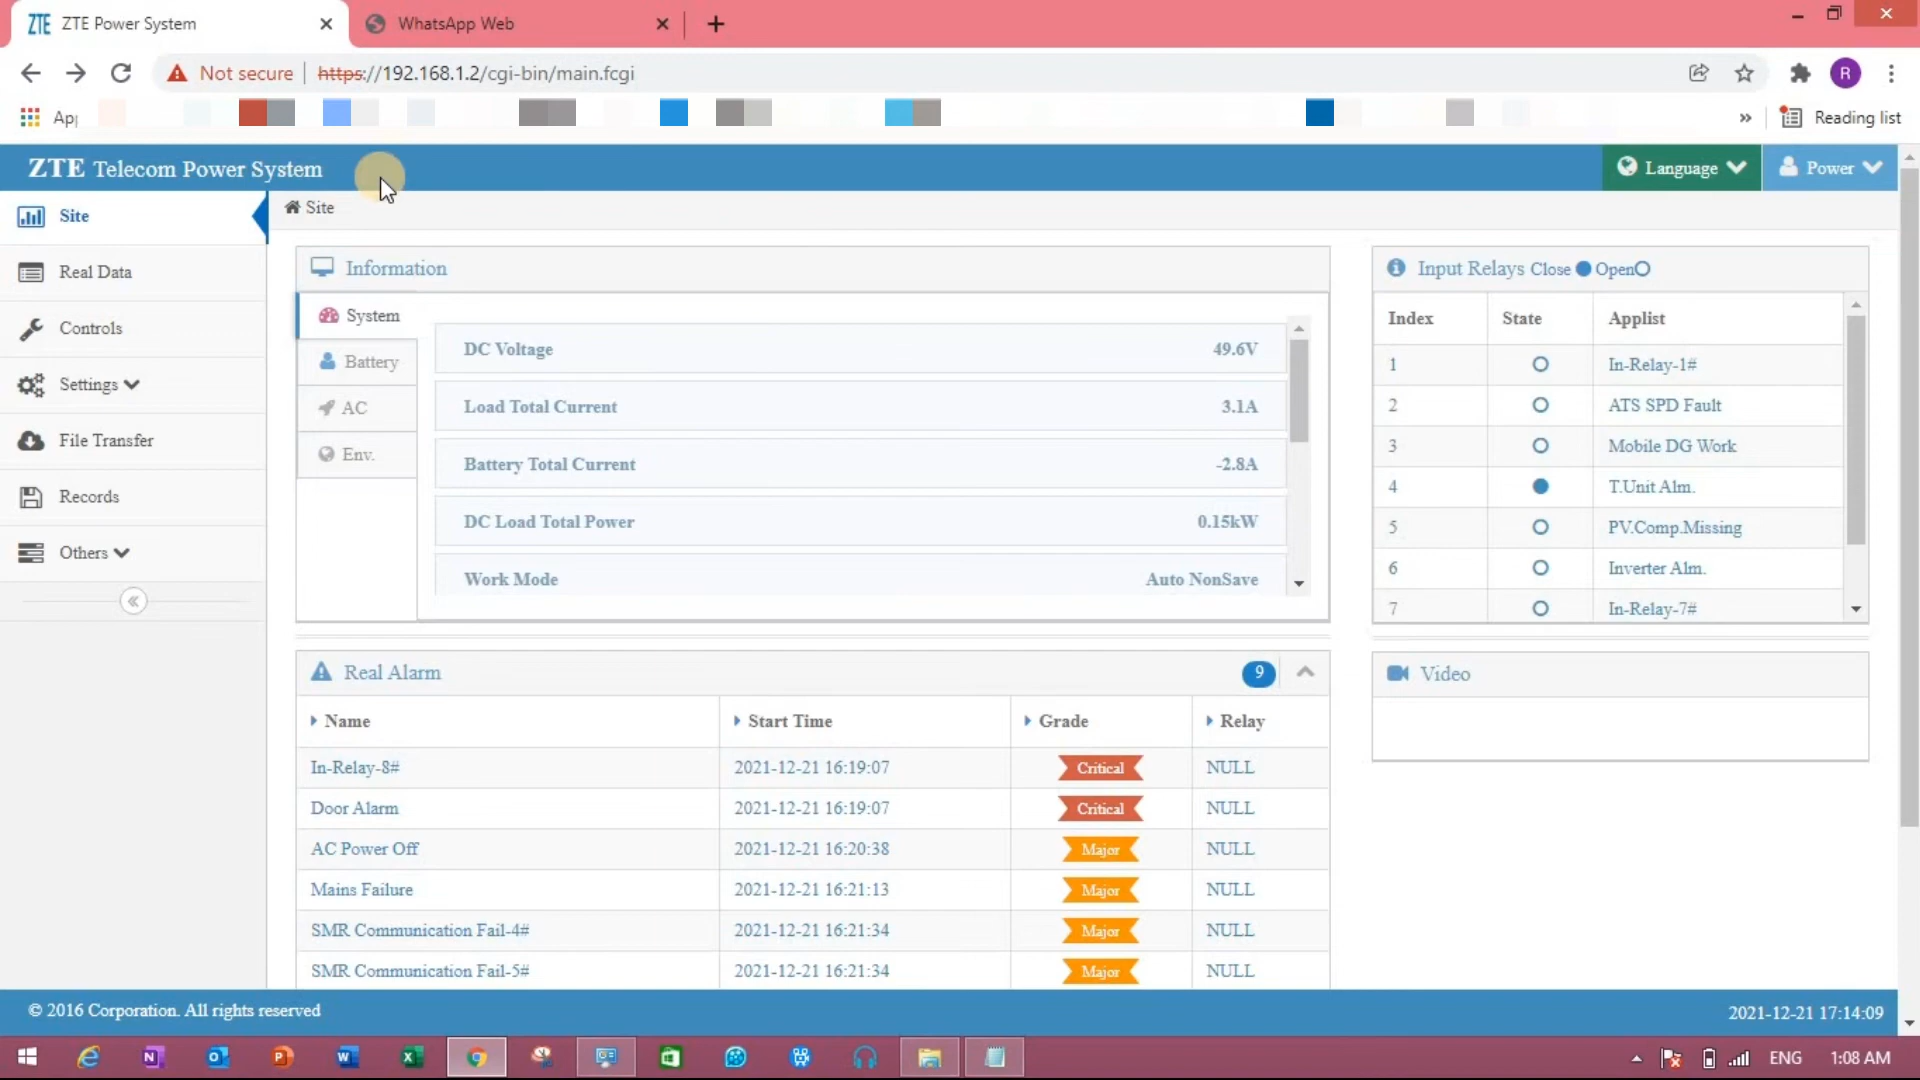 ZTE ZTE Power System
WhatsApp Web
Not secure https://192.168.1.2/cgi-bin/main.fcgi
R
App
»
Reading list
ZTE Telecom Power System
Language
Power
Site
Real Data
Controls
Settings
File Transfer
Records
Others
Site
Information
System
Battery
AC
Env.
DC Voltage 49.6V
Load Total Current 3.1A
Battery Total Current -2.8A
DC Load Total Power 0.15kW
Work Mode Auto NonSave
Input Relays Close Open
Index State Applist
1 In-Relay-1#
2 ATS SPD Fault
3 Mobile DG Work
4 T.Unit Alm.
5 PV.Comp.Missing
6 Inverter Alm.
7 In-Relay-7#
Real Alarm 9
Name Start Time Grade Relay
In-Relay-8# 2021-12-21 16:19:07 Critical NULL
Door Alarm 2021-12-21 16:19:07 Critical NULL
AC Power Off 2021-12-21 16:20:38 Major NULL
Mains Failure 2021-12-21 16:21:13 Major NULL
SMR Communication Fail-4# 2021-12-21 16:21:34 Major NULL
SMR Communication Fail-5# 2021-12-21 16:21:34 Major NULL
Video
© 2016 Corporation. All rights reserved
2021-12-21 17:14:09
ENG 1:08 AM